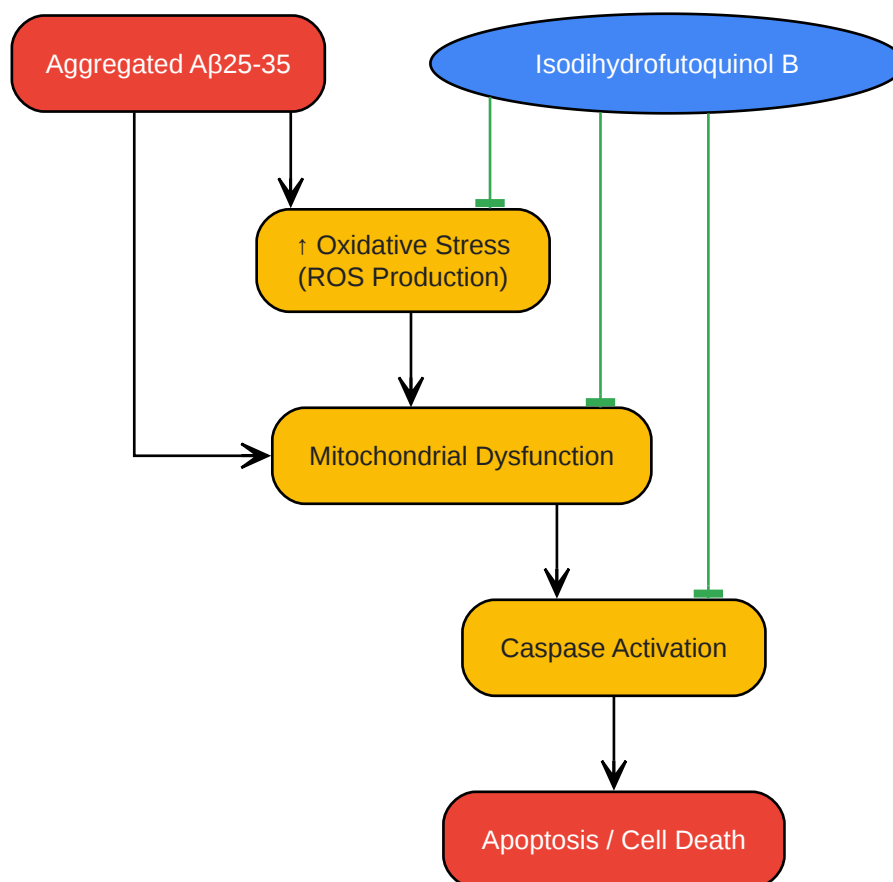 Aggregated Aβ25-35
Isodihydrofutoquinol B
↑ Oxidative Stress
(ROS Production)
Mitochondrial Dysfunction
Caspase Activation
Apoptosis / Cell Death